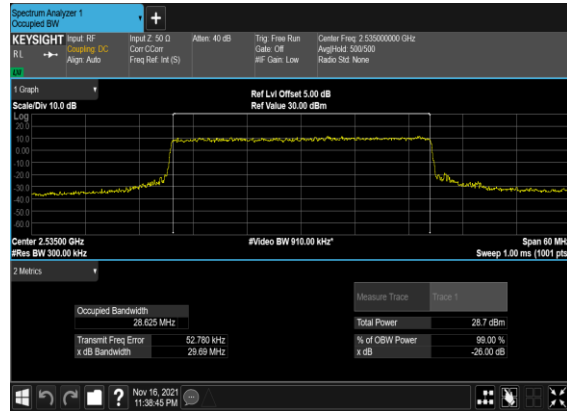 Spectrum Analyzer 1
Occupied BW
+
KEYSIGHT Input: RF Input Z: 50 Ω Atten: 40 dB Trig: Free Run Center Freq: 2.535000000 GHz
RL Coupling: DC Corr CCorr Gate: Off Avg|Hold: 500/500
Align: Auto Freq Ref: Int (S) #IF Gain: Low Radio Std: None
1 Graph
Ref Lvl Offset 5.00 dB
Scale/Div 10.0 dB Ref Value 30.00 dBm
Log
20.0
10.0
0.00
-10.0
-20.0
-30.0
-40.0
-50.0
-60.0
Center 2.53500 GHz #Video BW 910.00 kHz* Span 60 MHz
#Res BW 300.00 kHz Sweep 1.00 ms (1001 pts)
2 Metrics
Measure Trace Trace 1
Occupied Bandwidth
28.625 MHz Total Power 28.7 dBm
Transmit Freq Error 52.780 kHz % of OBW Power 99.00 %
x dB Bandwidth 29.69 MHz x dB -26.00 dB
?
Nov 16, 2021
11:38:45 PM